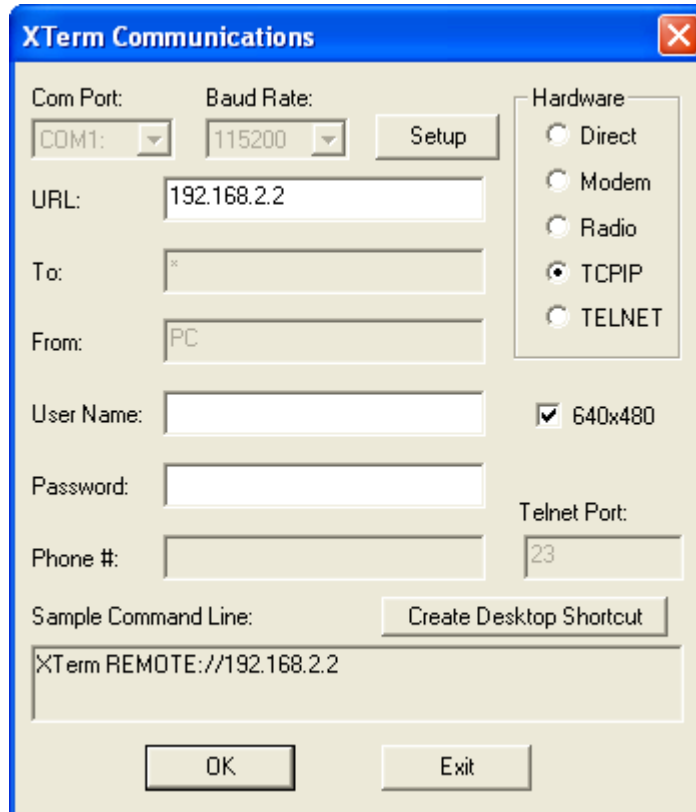 XTerm Communications
Com Port:
Baud Rate:
COM1:
115200
Setup
Hardware
Direct
Modem
Radio
TCPIP
TELNET
URL:
192.168.2.2
To:
*
From:
PC
User Name:
640x480
Password:
Telnet Port:
Phone #:
23
Sample Command Line:
Create Desktop Shortcut
XTerm REMOTE://192.168.2.2
OK
Exit